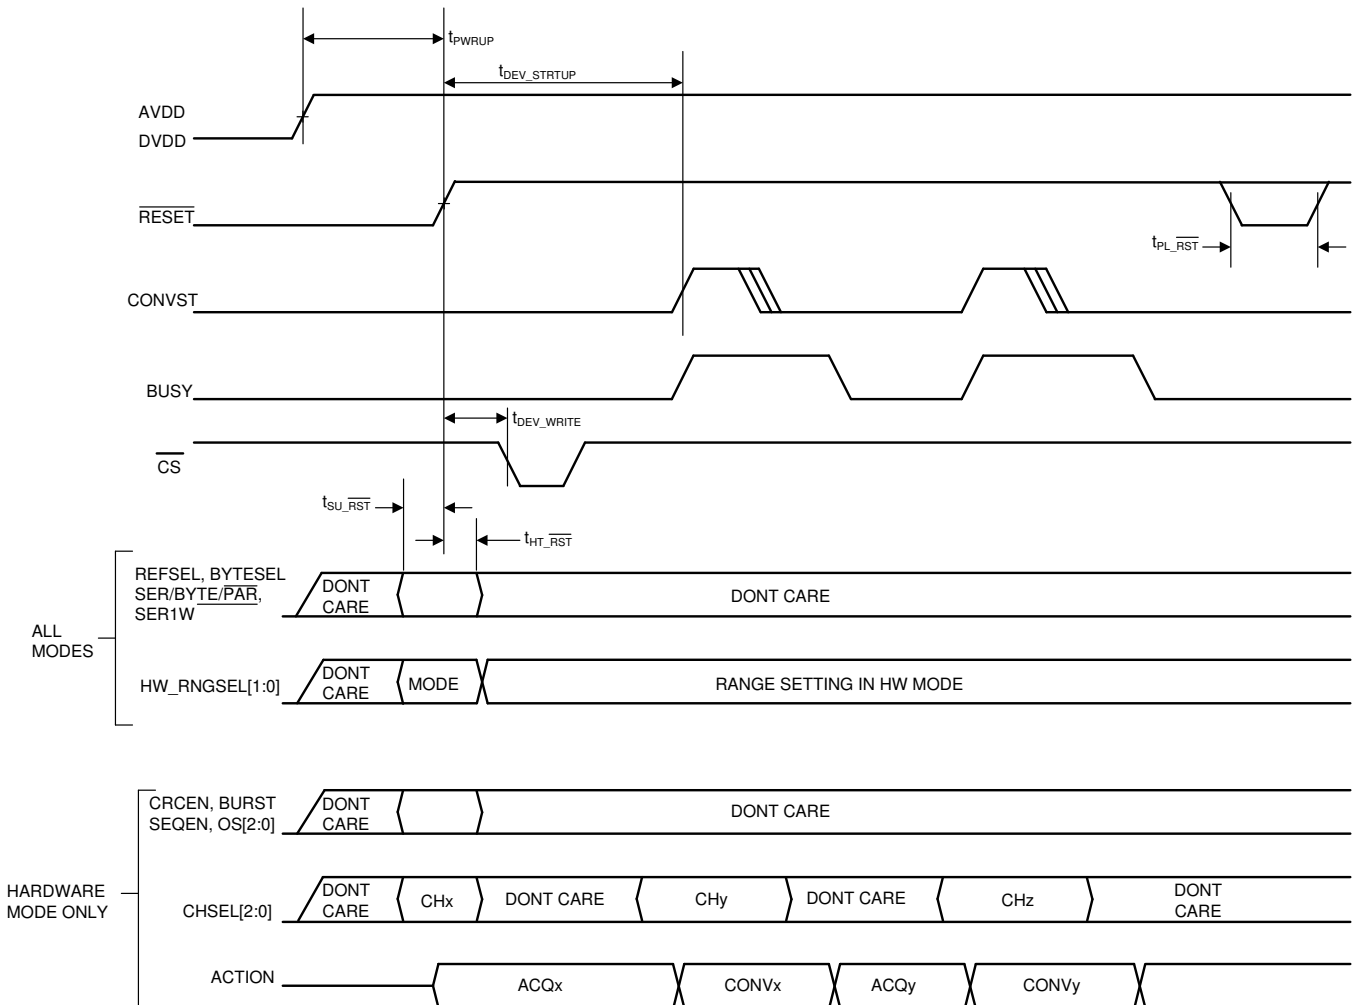 tPWRUP
tDEV_STRTUP
AVDD
DVDD
RESET
tPL_RST
CONVST
BUSY
tDEV_WRITE
CS
tSU_RST
tHT_RST
ALL
MODES
REFSEL, BYTESEL
SER/BYTE/PAR,
SER1W
DONT
CARE
DONT CARE
HW_RNGSEL[1:0]
DONT
CARE
MODE
RANGE SETTING IN HW MODE
HARDWARE
MODE ONLY
CRCEN, BURST
SEQEN, OS[2:0]
DONT
CARE
DONT CARE
CHSEL[2:0]
DONT
CARE
CHx
DONT CARE
CHy
DONT CARE
CHz
DONT
CARE
ACTION
ACQx
CONVx
ACQy
CONVy